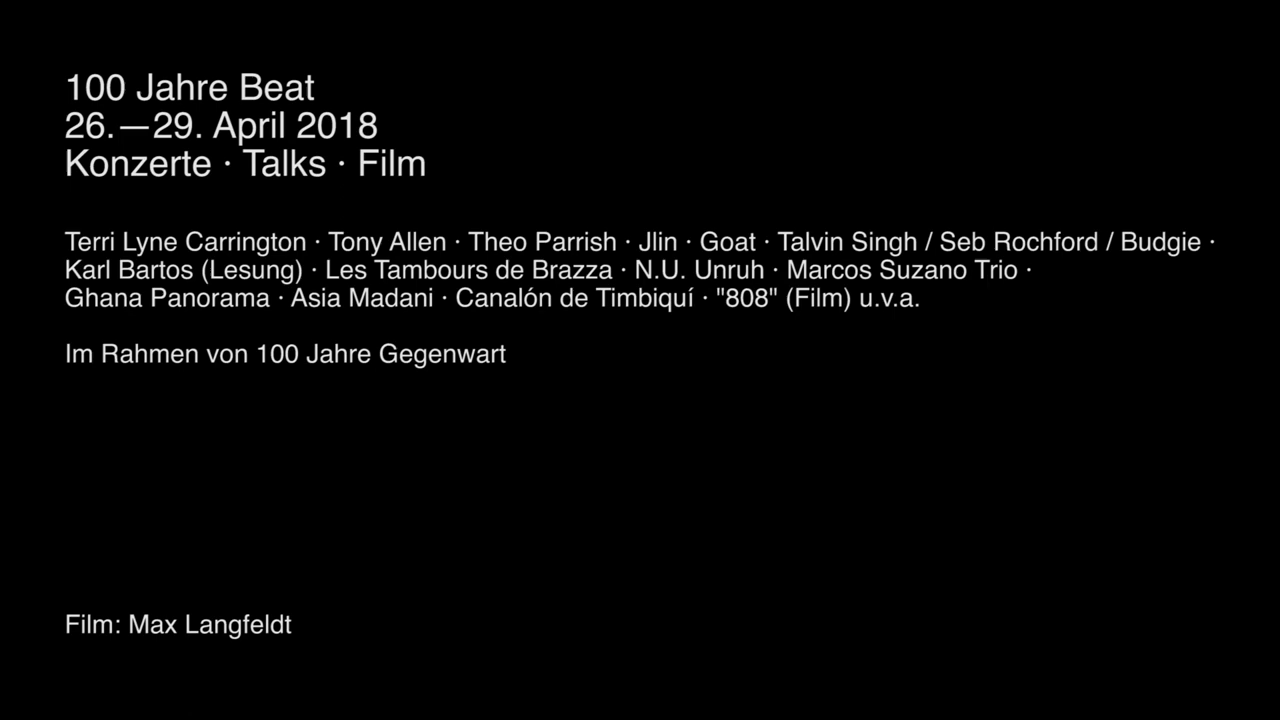 100 Jahre Beat
26.—29. April 2018
Konzerte · Talks · Film
Terri Lyne Carrington · Tony Allen · Theo Parrish · Jlin · Goat · Talvin Singh / Seb Rochford / Budgie ·
Karl Bartos (Lesung) · Les Tambours de Brazza · N.U. Unruh · Marcos Suzano Trio ·
Ghana Panorama · Asia Madani · Canalón de Timbiquí · "808" (Film) u.v.a.
Im Rahmen von 100 Jahre Gegenwart
Film: Max Langfeldt